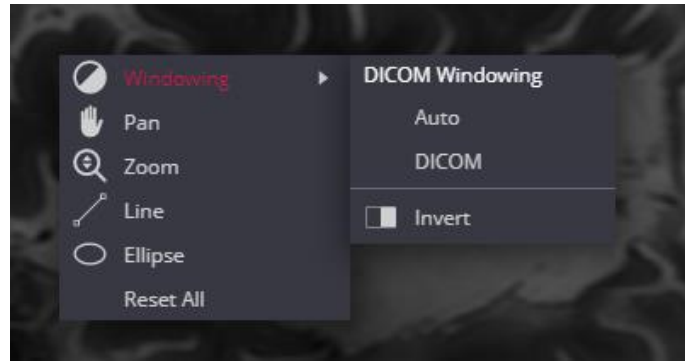 Windowing
Pan
Zoom
Line
Ellipse
Reset All
DICOM Windowing
Auto
DICOM
Invert